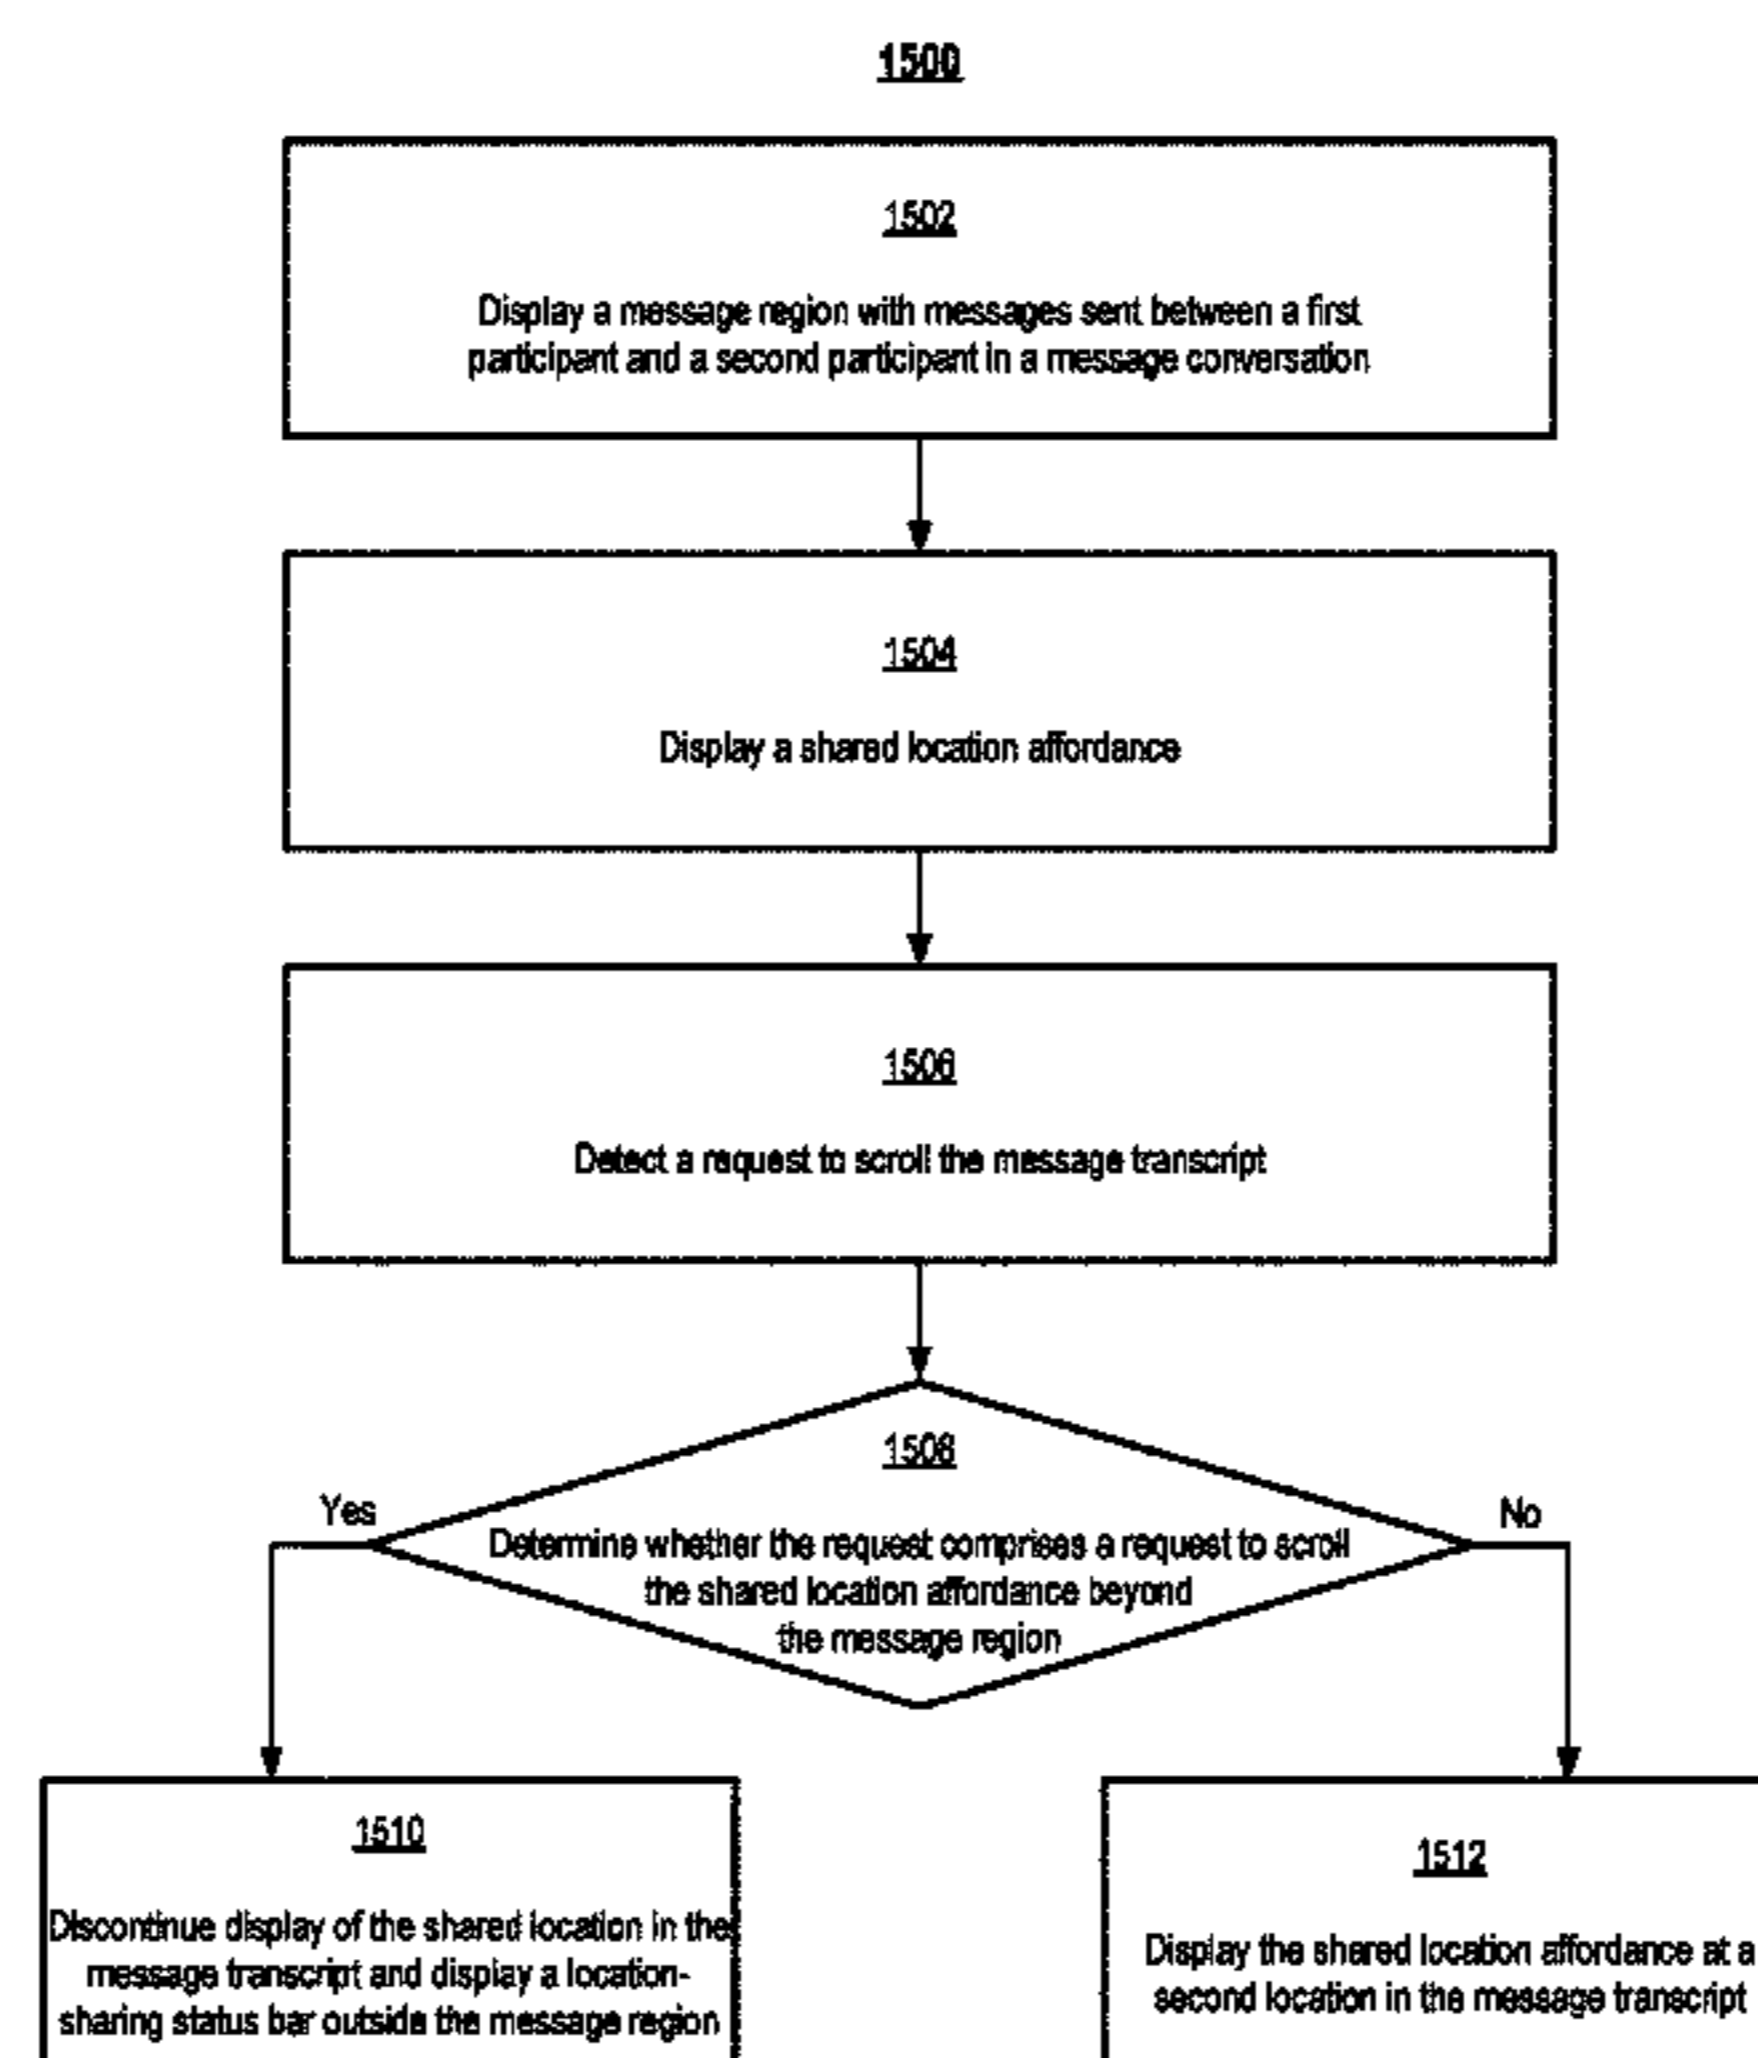 1500
1502
Display a message region with messages sent between a first
participant and a second participant in a message conversation
1504
Display a shared location affordance
1506
Detect a request to scroll the message transcript
1508
Yes
No
Determine whether the request comprises a request to scroll
the shared location affordance beyond
the message region
1510
Discontinue display of the shared location in the
message transcript and display a location-
sharing status bar outside the message region
1512
Display the shared location affordance at a
second location in the message transcript